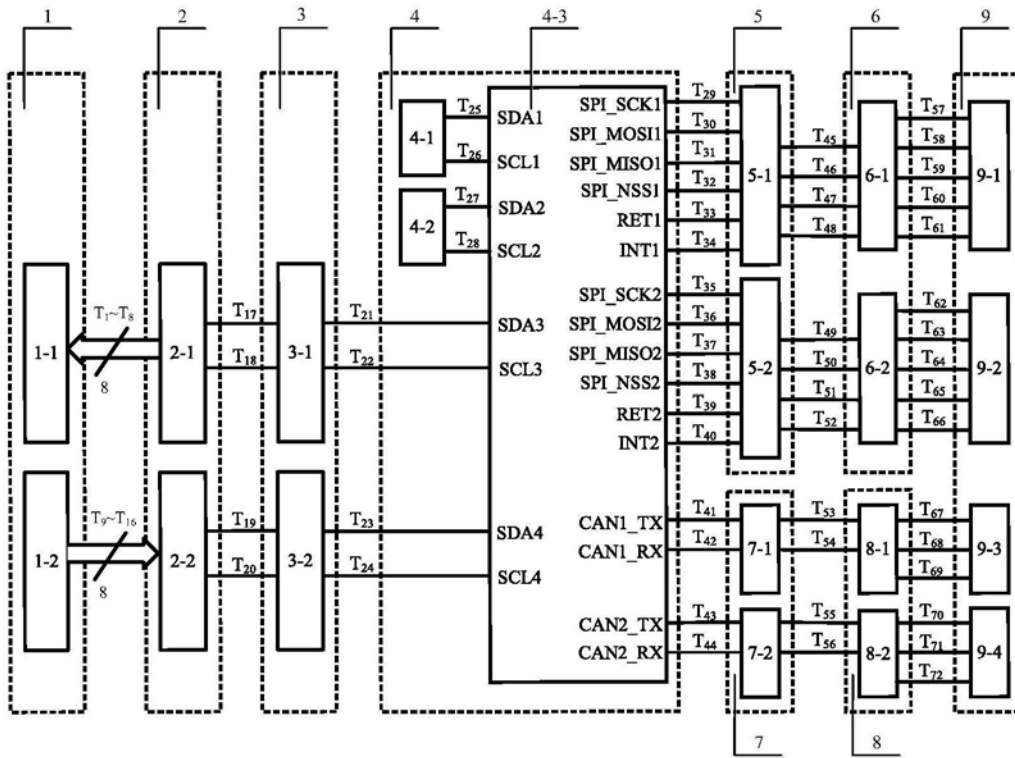 1
2
3
4
4-3
5
6
9
T₂₅
SDA1
4-1
T₂₆
SCL1
T₂₇
SDA2
4-2
T₂₈
SCL2
SPI_SCK1
T₂₉
SPI_MOSI1
T₃₀
SPI_MISO1
T₃₁
SPI_NSS1
T₃₂
RET1
T₃₃
INT1
T₃₄
5-1
T₄₅
T₄₆
T₄₇
T₄₈
6-1
T₅₇
T₅₈
T₅₉
T₆₀
T₆₁
9-1
1-1
T₁~T₈
8
2-1
T₁₇
T₁₈
3-1
T₂₁
T₂₂
SDA3
SCL3
SPI_SCK2
T₃₅
SPI_MOSI2
T₃₆
SPI_MISO2
T₃₇
SPI_NSS2
T₃₈
RET2
T₃₉
INT2
T₄₀
5-2
T₄₉
T₅₀
T₅₁
T₅₂
6-2
T₆₂
T₆₃
T₆₄
T₆₅
T₆₆
9-2
1-2
T₉~T₁₆
8
2-2
T₁₉
T₂₀
3-2
T₂₃
T₂₄
SDA4
SCL4
CAN1_TX
T₄₁
CAN1_RX
T₄₂
7-1
T₅₃
T₅₄
8-1
T₆₇
T₆₈
T₆₉
9-3
CAN2_TX
T₄₃
CAN2_RX
T₄₄
7-2
T₅₅
T₅₆
8-2
T₇₀
T₇₁
T₇₂
9-4
7
8